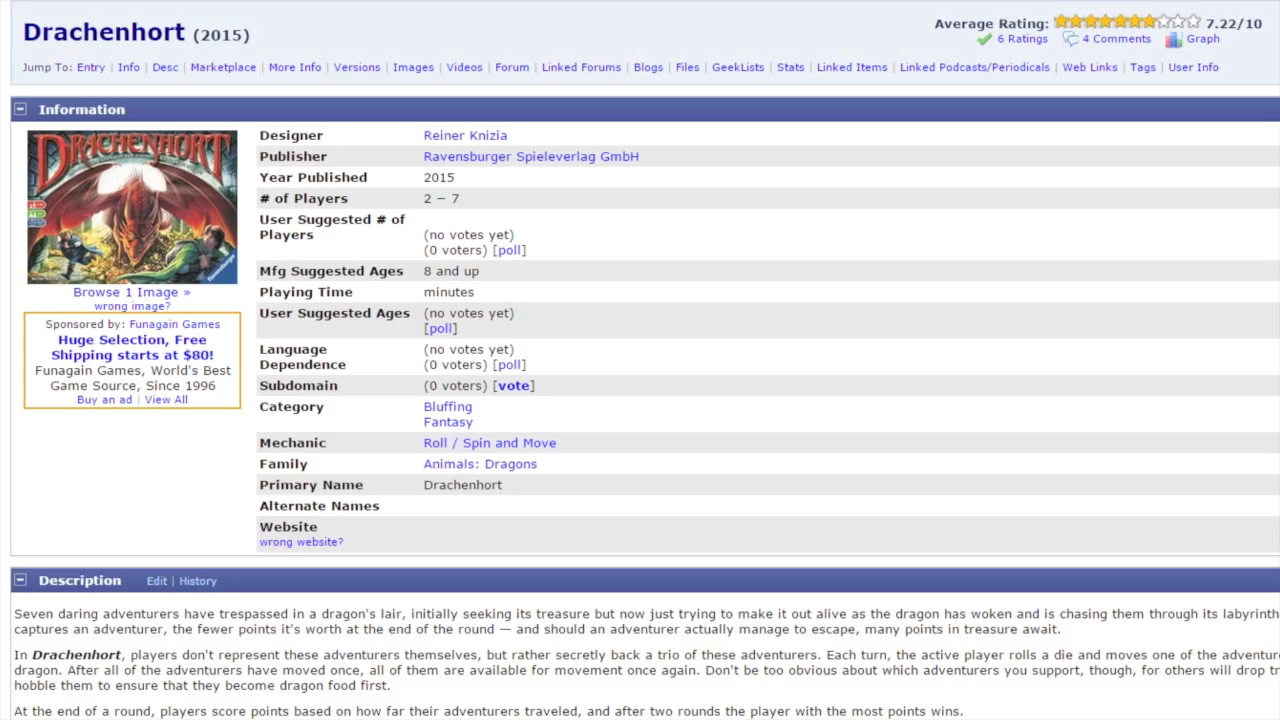 Drachenhort (2015)
Average Rating: 7.22/10
6 Ratings 4 Comments Graph
Jump To: Entry | Info | Desc | Marketplace | More Info | Versions | Images | Videos | Forum | Linked Forums | Blogs | Files | GeekLists | Stats | Linked Items | Linked Podcasts/Periodicals | Web Links | Tags | User Info
Information
DRACHENHORT
Ravensburger
Browse 1 Image »
wrong image?
Sponsored by: Funagain Games
Huge Selection, Free
Shipping starts at $80!
Funagain Games, World's Best
Game Source, Since 1996
Buy an ad | View All
Designer Reiner Knizia
Publisher Ravensburger Spieleverlag GmbH
Year Published 2015
# of Players 2 − 7
User Suggested # of
Players (no votes yet)
(0 voters) [poll]
Mfg Suggested Ages 8 and up
Playing Time minutes
User Suggested Ages (no votes yet)
[poll]
Language (no votes yet)
Dependence (0 voters) [poll]
Subdomain (0 voters) [vote]
Category Bluffing
Fantasy
Mechanic Roll / Spin and Move
Family Animals: Dragons
Primary Name Drachenhort
Alternate Names
Website
wrong website?
Description Edit | History
Seven daring adventurers have trespassed in a dragon's lair, initially seeking its treasure but now just trying to make it out alive as the dragon has woken and is chasing them through its labyrinth
captures an adventurer, the fewer points it's worth at the end of the round — and should an adventurer actually manage to escape, many points in treasure await.
In Drachenhort, players don't represent these adventurers themselves, but rather secretly back a trio of these adventurers. Each turn, the active player rolls a die and moves one of the adventure
dragon. After all of the adventurers have moved once, all of them are available for movement once again. Don't be too obvious about which adventurers you support, though, for others will drop tr
hobble them to ensure that they become dragon food first.
At the end of a round, players score points based on how far their adventurers traveled, and after two rounds the player with the most points wins.